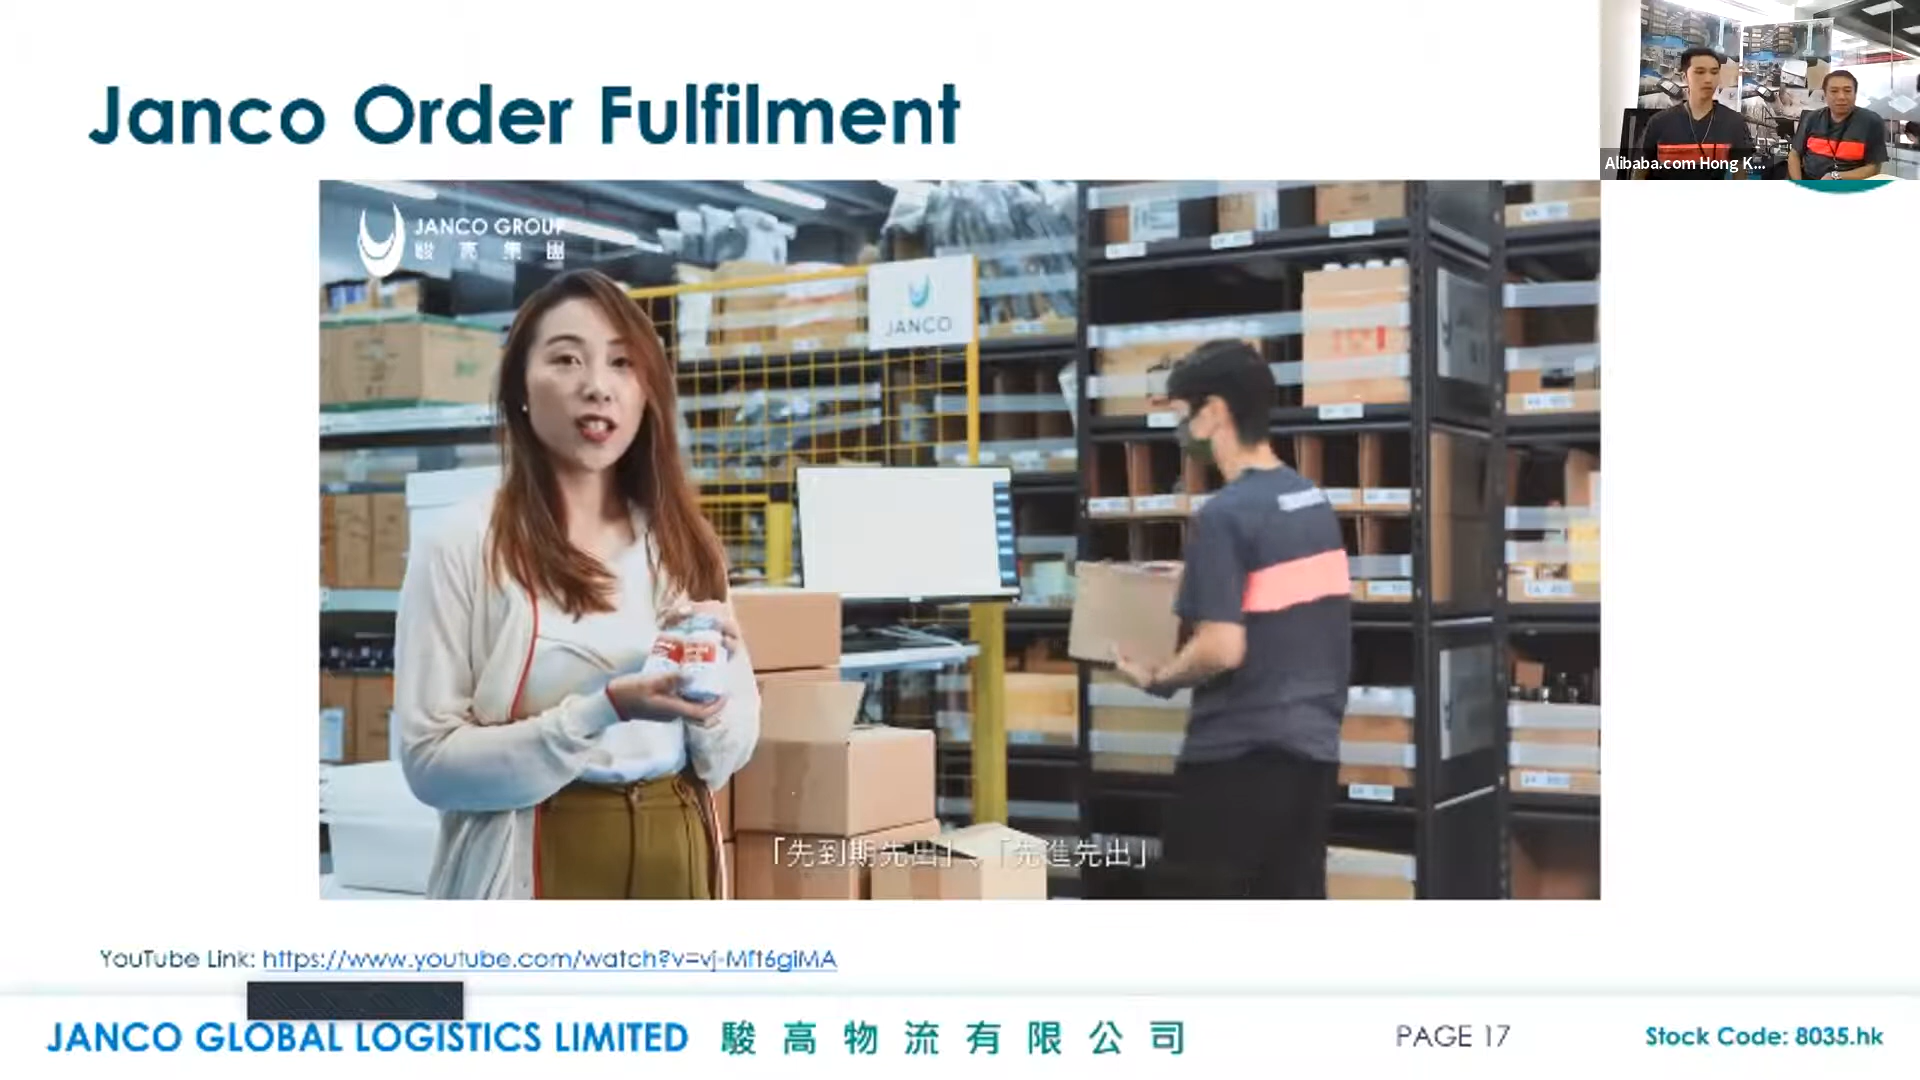 Janco Order Fulfilment
Alibaba.com Hong K...
JANCO GROUP
駿高集團
JANCO
「先到期先出」、「先進先出」
YouTube Link: https://www.youtube.com/watch?v=vj-Mft6giMA
JANCO GLOBAL LOGISTICS LIMITED 駿高物流有限公司 PAGE 17 Stock Code: 8035.hk